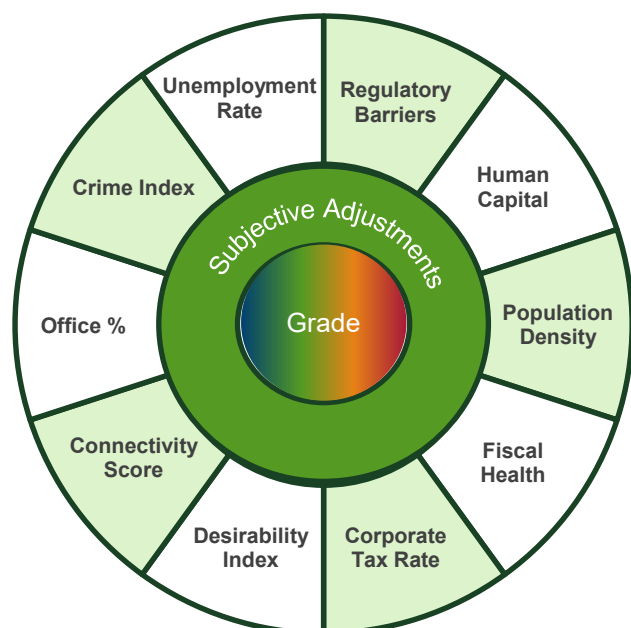 Unemployment
Rate
Regulatory
Barriers
Human
Capital
Population
Density
Fiscal
Health
Corporate
Tax Rate
Desirability
Index
Connectivity
Score
Office %
Crime Index
Subjective Adjustments
Grade